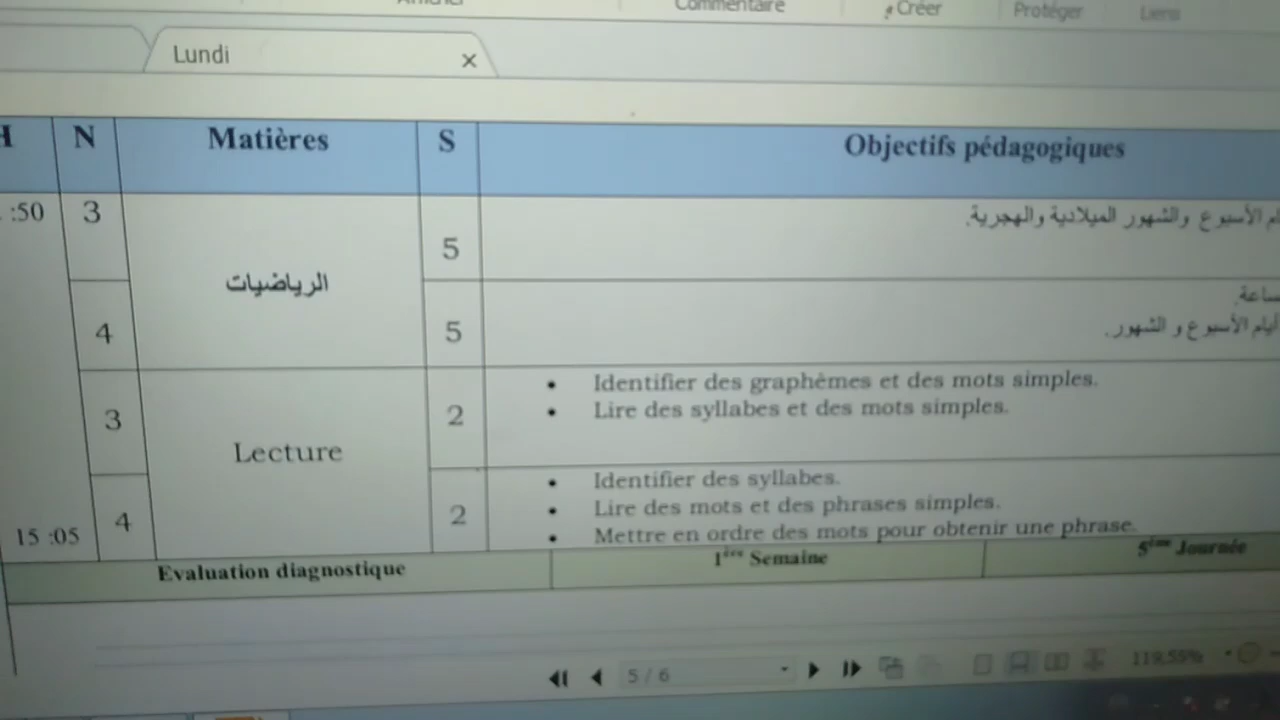 Commentaire
Créer
Protéger
Liens
Lundi
N
Matières
S
Objectifs pédagogiques
:50
3
الرياضيات
5
الأسبوع والشهور الميلادية والهجرية.
4
5
أيام الأسبوع و الشهور.
3
Lecture
2
• Identifier des graphèmes et des mots simples.
• Lire des syllabes et des mots simples.
15 :05
4
2
• Identifier des syllabes.
• Lire des mots et des phrases simples.
• Mettre en ordre des mots pour obtenir une phrase.
Evaluation diagnostique
1ère Semaine
5ème Journée
5 / 6
119,55%